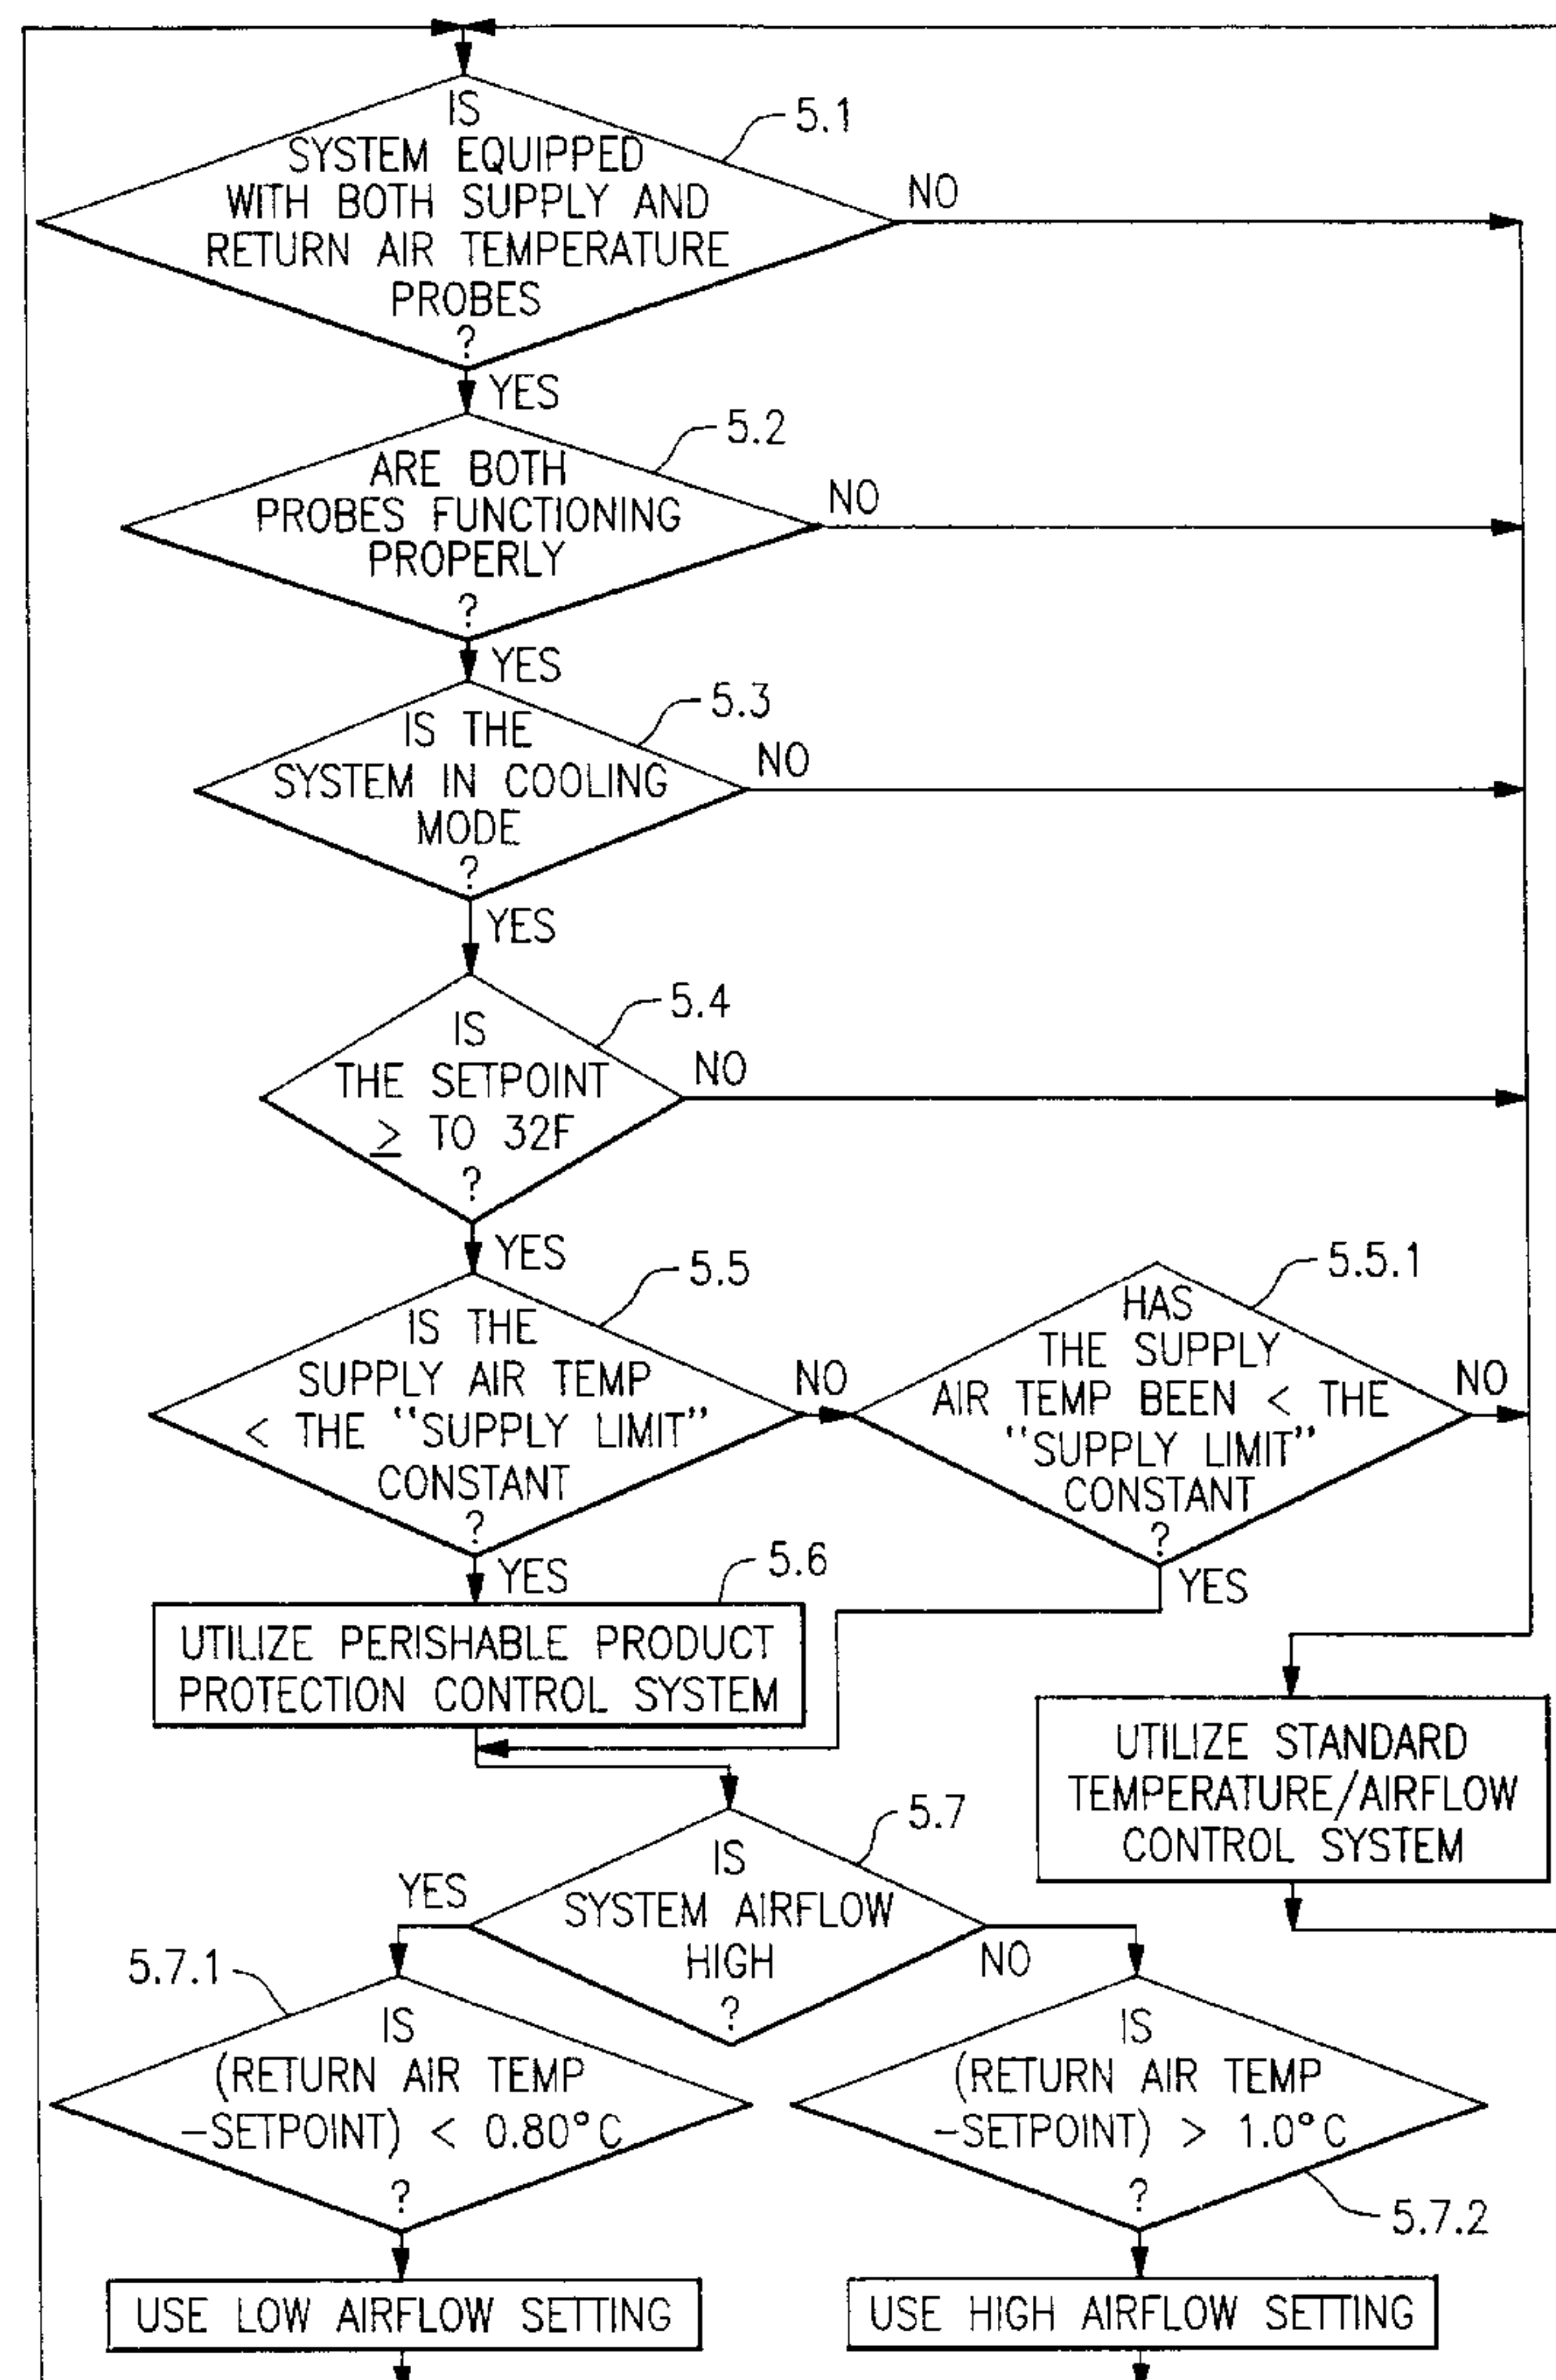 IS
SYSTEM EQUIPPED
WITH BOTH SUPPLY AND
RETURN AIR TEMPERATURE
PROBES
?
5.1
NO
YES
ARE BOTH
PROBES FUNCTIONING
PROPERLY
?
5.2
NO
YES
IS THE
SYSTEM IN COOLING
MODE
?
5.3
NO
YES
IS
THE SETPOINT
≥ TO 32F
?
5.4
NO
YES
IS THE
SUPPLY AIR TEMP
< THE "SUPPLY LIMIT"
CONSTANT
?
5.5
NO
HAS
THE SUPPLY
AIR TEMP BEEN < THE
"SUPPLY LIMIT"
CONSTANT
?
5.5.1
NO
YES
YES
5.6
UTILIZE PERISHABLE PRODUCT
PROTECTION CONTROL SYSTEM
UTILIZE STANDARD
TEMPERATURE/AIRFLOW
CONTROL SYSTEM
IS
SYSTEM AIRFLOW
HIGH
?
5.7
YES
NO
5.7.1
IS
(RETURN AIR TEMP
-SETPOINT) < 0.80°C
?
IS
(RETURN AIR TEMP
-SETPOINT) > 1.0°C
?
5.7.2
USE LOW AIRFLOW SETTING
USE HIGH AIRFLOW SETTING